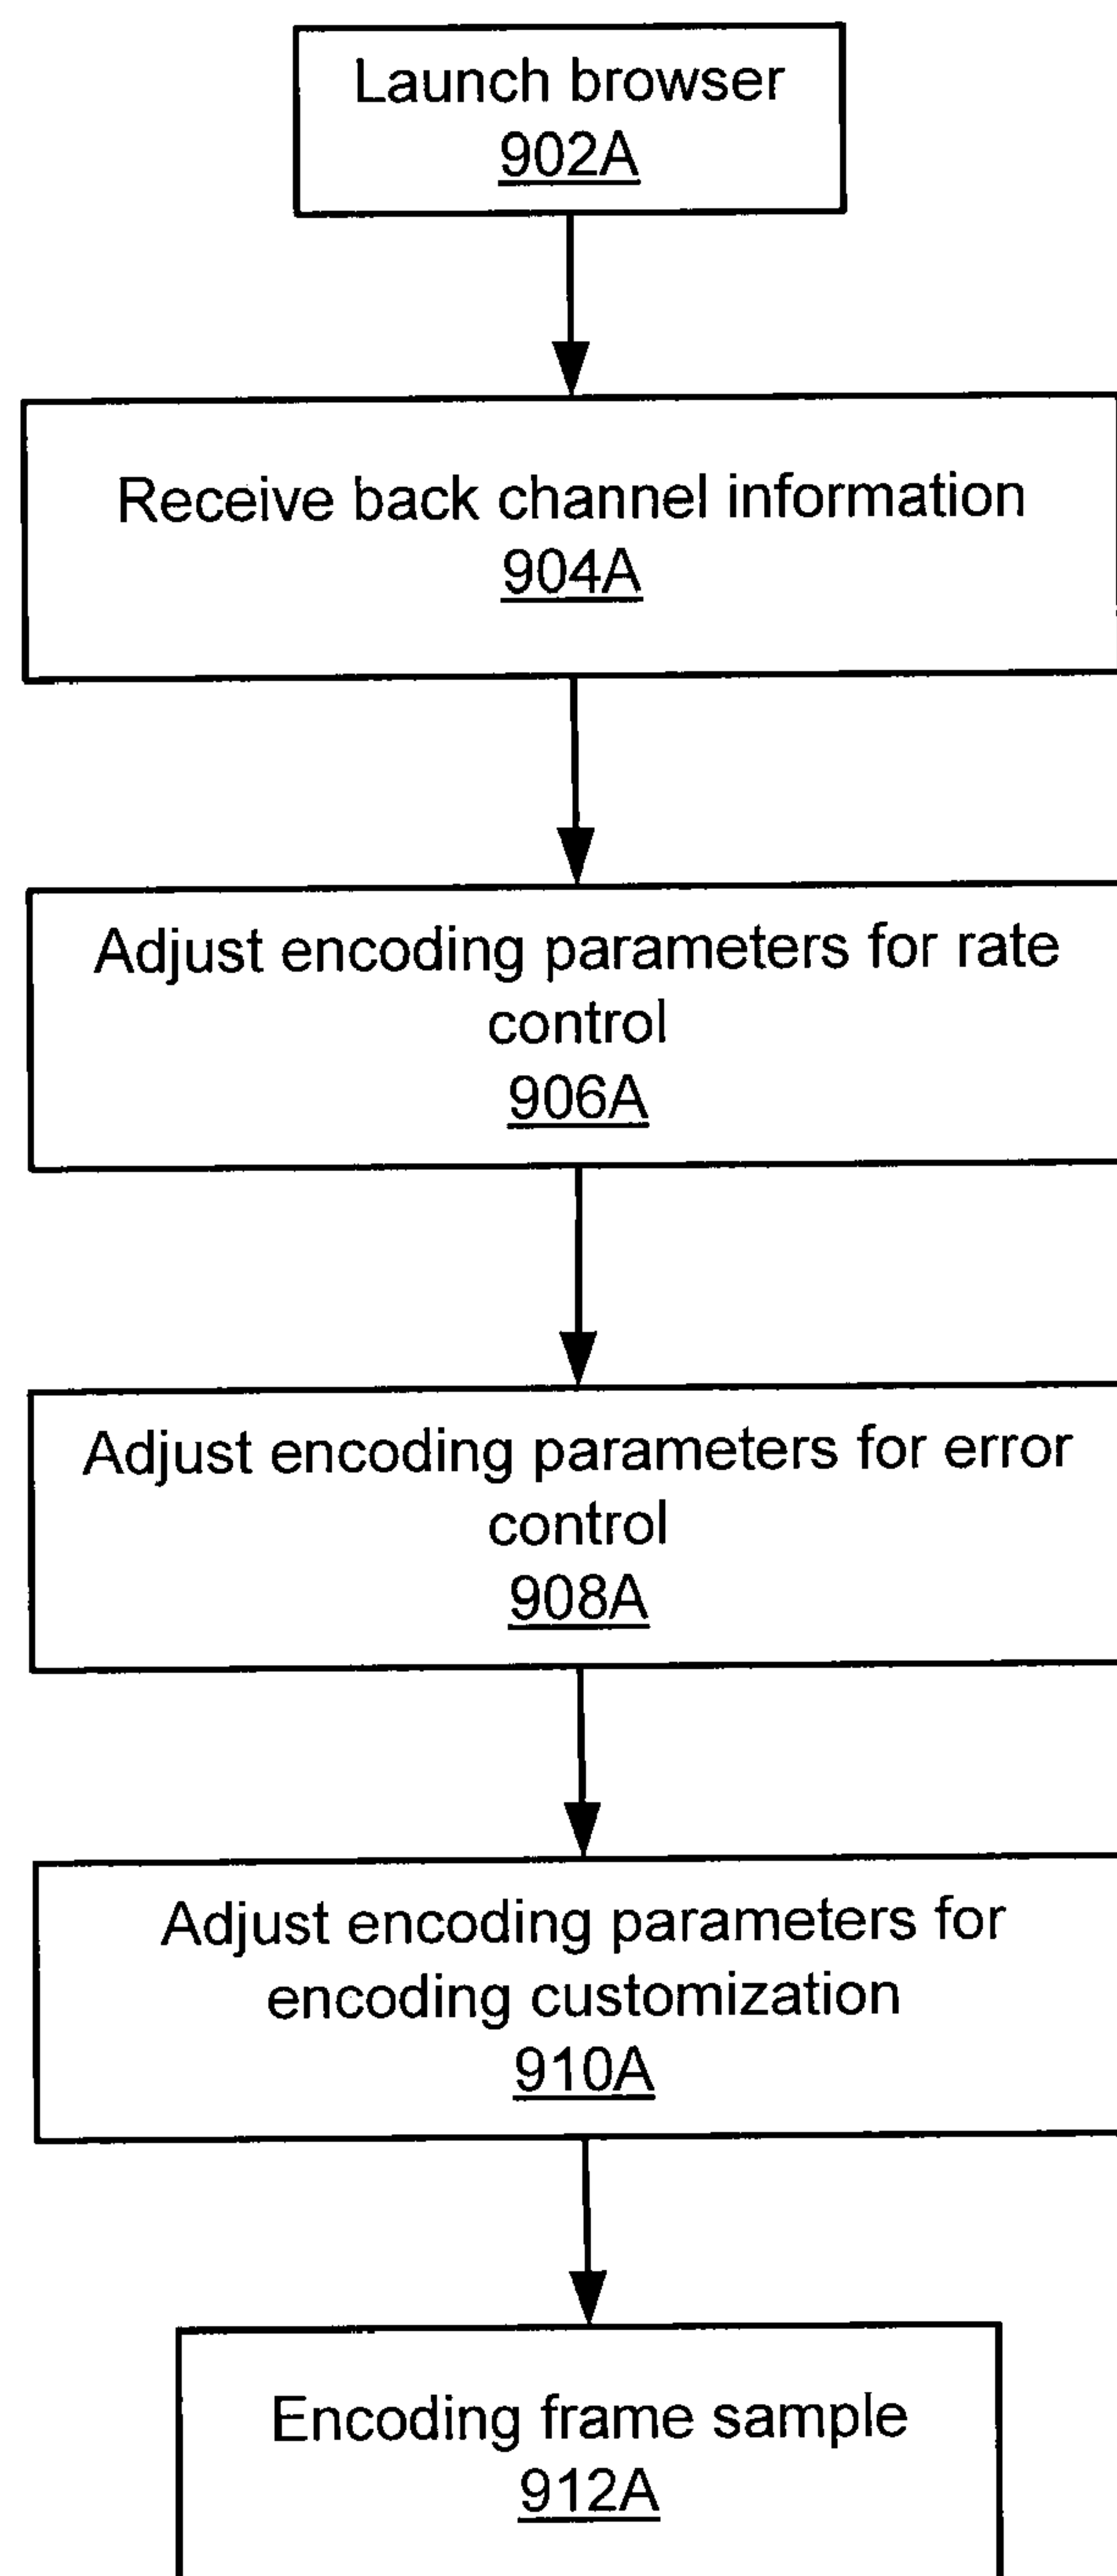 Launch browser
902A
Receive back channel information
904A
Adjust encoding parameters for rate
control
906A
Adjust encoding parameters for error
control
908A
Adjust encoding parameters for
encoding customization
910A
Encoding frame sample
912A